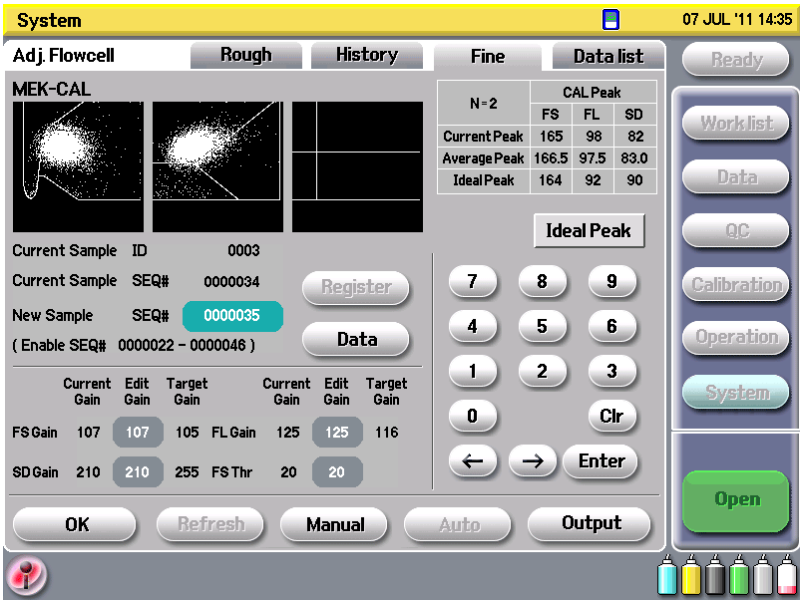 System
07 JUL '11 14:35
Adj. Flowcell
Rough
History
Fine
Data list
Ready
MEK-CAL
N=2
CAL Peak
FS FL SD
Current Peak 165 98 82
Average Peak 166.5 97.5 83.0
Ideal Peak 164 92 90
Ideal Peak
Current Sample ID 0003
Current Sample SEQ# 0000034
New Sample SEQ# 0000035
( Enable SEQ# 0000022 - 0000046 )
Register
Data
Current Gain Edit Gain Target Gain Current Gain Edit Gain Target Gain
FS Gain 107 107 105 FL Gain 125 125 116
SD Gain 210 210 255 FS Thr 20 20
7 8 9
4 5 6
1 2 3
0 Clr
← → Enter
OK
Refresh
Manual
Auto
Output
Work list
Data
QC
Calibration
Operation
System
Open